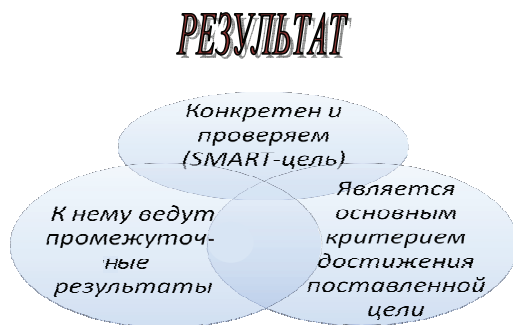 РЕЗУЛЬТАТ
Конкретен и
проверяем
(SMART-цель)
К нему ведут
промежуточ-
ные
результаты
Является
основным
критерием
достижения
поставленной
цели